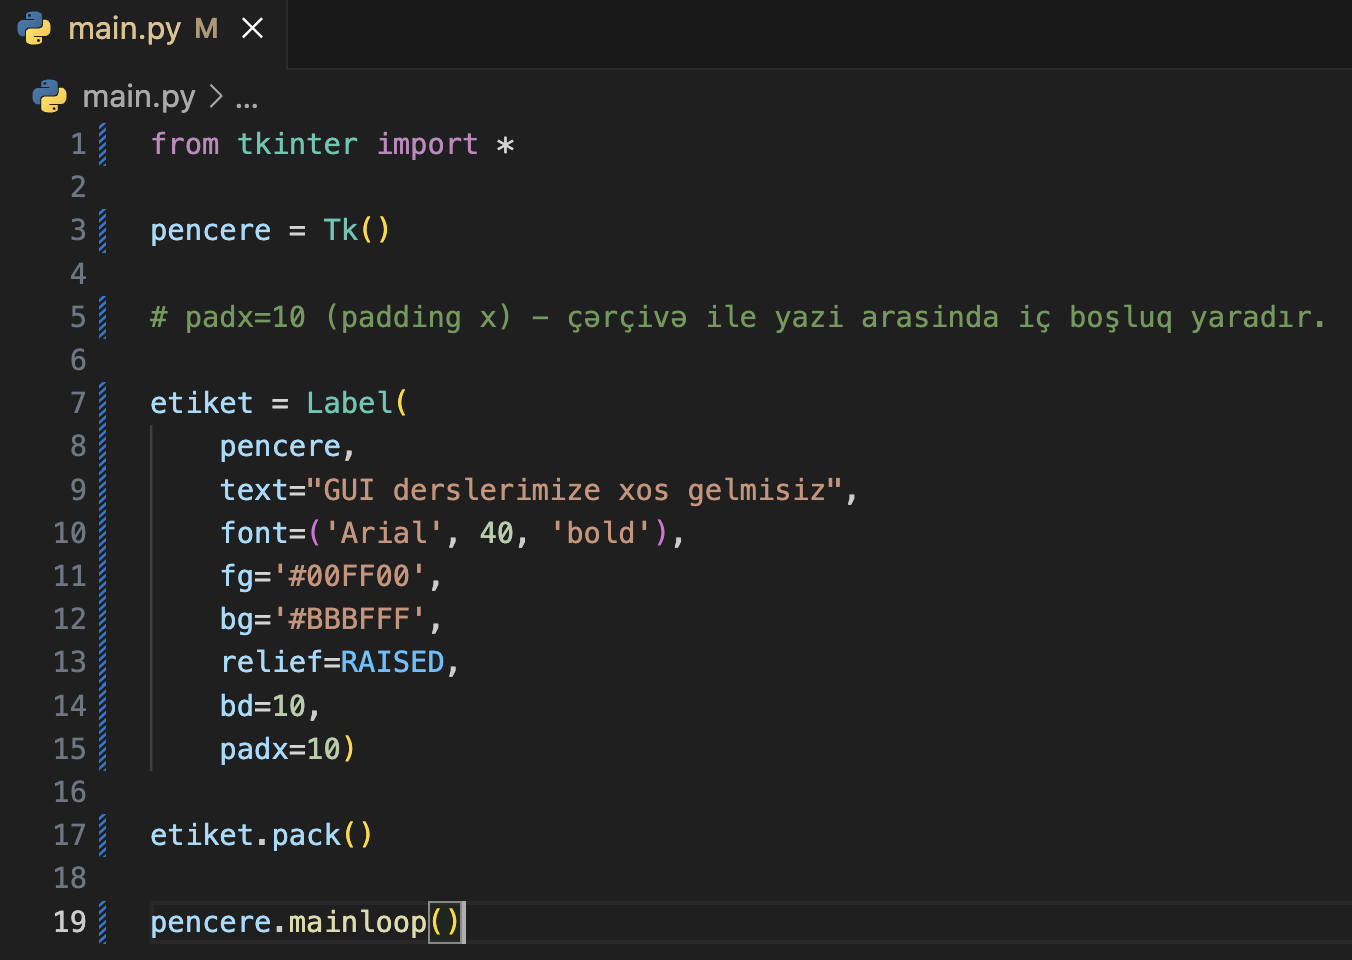 main.py M
main.py > ...
1 from tkinter import *
2
3 pencere = Tk()
4
5 # padx=10 (padding x) – çərçivə ile yazi arasinda iç boşluq yaradır.
6
7 etiket = Label(
8 pencere,
9 text="GUI derslerimize xos gelmisiz",
10 font=('Arial', 40, 'bold'),
11 fg='#00FF00',
12 bg='#BBBFFF',
13 relief=RAISED,
14 bd=10,
15 padx=10)
16
17 etiket.pack()
18
19 pencere.mainloop()